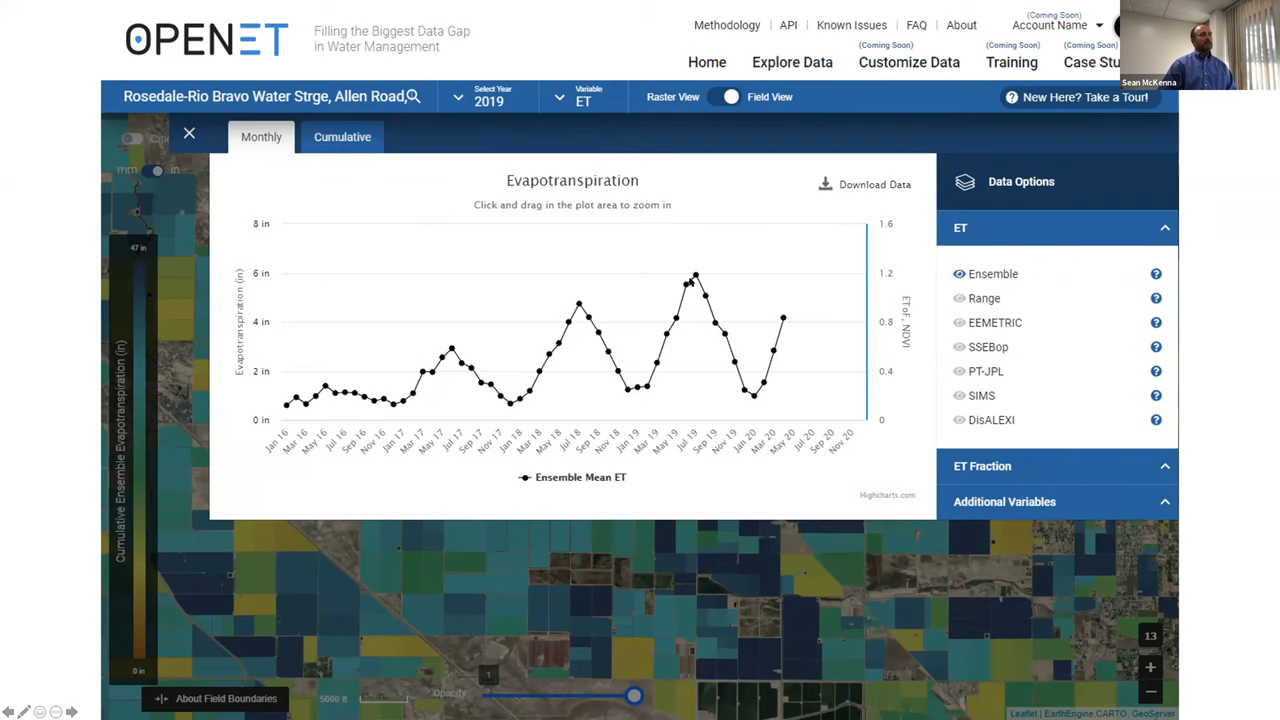 OPENET
Filling the Biggest Data Gap
in Water Management
Methodology
API
Known Issues
FAQ
About
(Coming Soon)
Account Name
Home
Explore Data
(Coming Soon)
Customize Data
(Coming Soon)
Training
(Coming Soon)
Case Stu
Sean McKenna
Rosedale-Rio Bravo Water Strge, Allen Road,
Select Year
2019
Variable
ET
Raster View
Field View
New Here? Take a Tour!
Monthly
Cumulative
mm
in
Evapotranspiration
Click and drag in the plot area to zoom in
Download Data
8 in
6 in
4 in
2 in
0 in
Evapotranspiration (in)
1.6
1.2
0.8
0.4
0
EToF, NDVI
Jan 16
Mar 16
May 16
Jul 16
Sep 16
Nov 16
Jan 17
Mar 17
May 17
Jul 17
Sep 17
Nov 17
Jan 18
Mar 18
May 18
Jul 18
Sep 18
Nov 18
Jan 19
Mar 19
May 19
Jul 19
Sep 19
Nov 19
Jan 20
Mar 20
May 20
Jul 20
Sep 20
Nov 20
Ensemble Mean ET
Highcharts.com
Data Options
ET
Ensemble
Range
EEMETRIC
SSEBop
PT-JPL
SIMS
DisALEXI
ET Fraction
Additional Variables
47 in
Cumulative Ensemble Evapotranspiration (in)
0 in
About Field Boundaries
5000 ft
Opacity
1
13
+
−
Leaflet | EarthEngine,CARTO, GeoServer